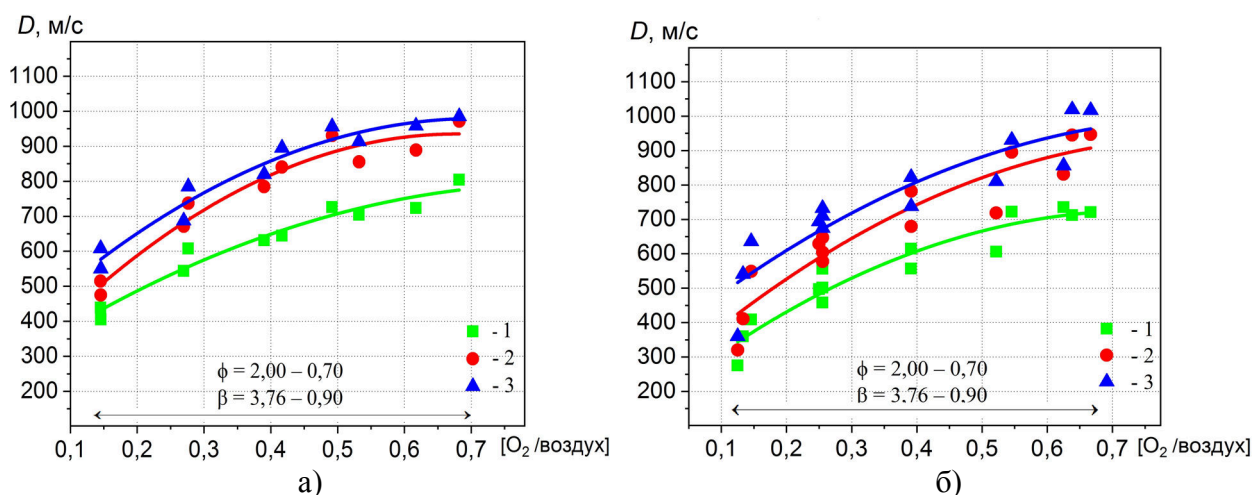 D, м/с
1100
1000
900
800
700
600
500
400
300
200
- 1
- 2
- 3
ϕ = 2,00 – 0,70
β = 3,76 – 0,90
0,1 0,2 0,3 0,4 0,5 0,6 0,7 [O₂ /воздух]
а)
D, м/с
1100
1000
900
800
700
600
500
400
300
200
- 1
- 2
- 3
ϕ = 2,00 – 0,70
β = 3.76 – 0,90
0,1 0,2 0,3 0,4 0,5 0,6 0,7 [O₂ /воздух]
б)